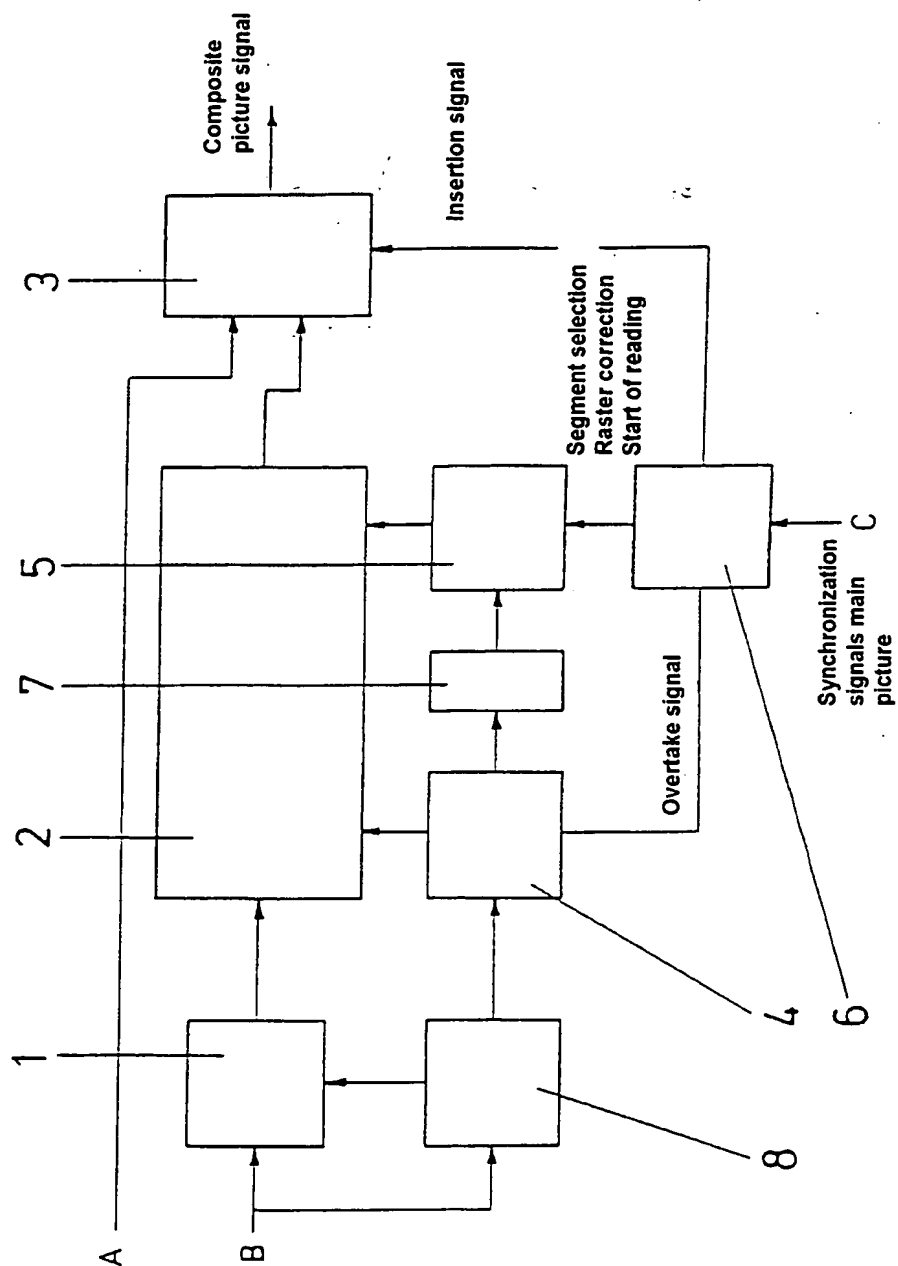 A
B
C
1
2
3
4
5
6
7
8
Composite
picture signal
Insertion signal
Segment selection
Raster correction
Start of reading
Overtake signal
Synchronization
signals main
picture